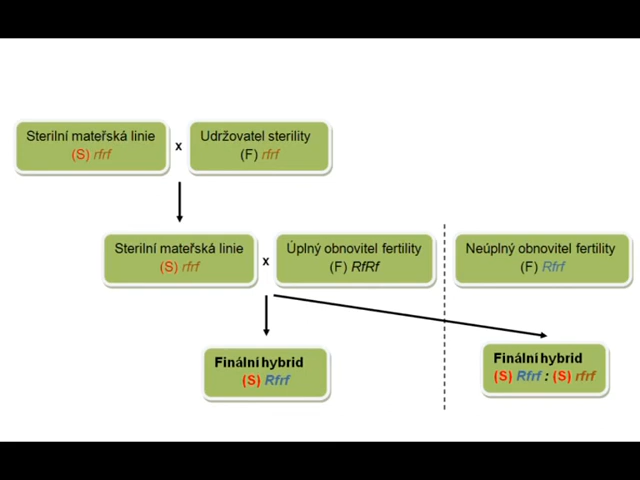 Sterilní mateřská linie
(S) rfrf
x
Udržovatel sterility
(F) rfrf
Sterilní mateřská linie
(S) rfrf
x
Úplný obnovitel fertility
(F) RfRf
Neúplný obnovitel fertility
(F) Rfrf
Finální hybrid
(S) Rfrf
Finální hybrid
(S) Rfrf : (S) rfrf